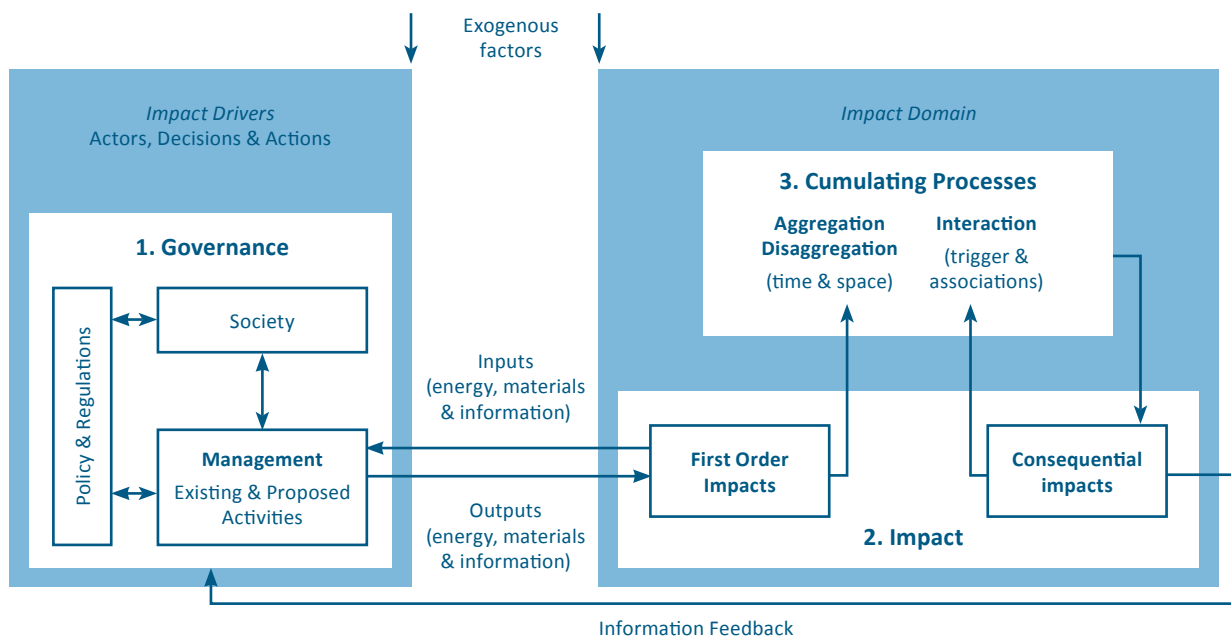 Exogenous
factors
Impact Drivers
Actors, Decisions & Actions
1. Governance
Policy & Regulations
Society
Management
Existing & Proposed
Activities
Inputs
(energy, materials
& information)
Outputs
(energy, materials
& information)
Impact Domain
3. Cumulating Processes
Aggregation
Disaggregation
(time & space)
Interaction
(trigger &
associations)
First Order
Impacts
Consequential
impacts
2. Impact
Information Feedback